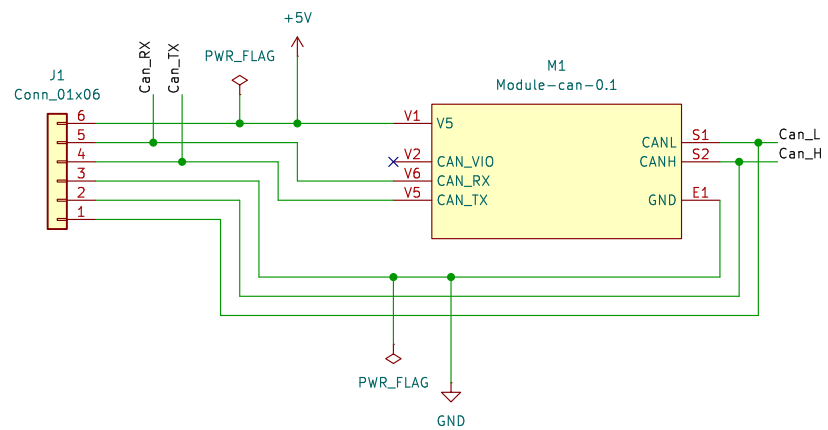 +5V
PWR_FLAG
Can_RX
Can_TX
J1
Conn_01x06
6
5
4
3
2
1
M1
Module-can-0.1
V1 V5
V2 CAN_VIO
V6 CAN_RX
V5 CAN_TX
CANL S1
CANH S2
GND E1
Can_L
Can_H
PWR_FLAG
GND